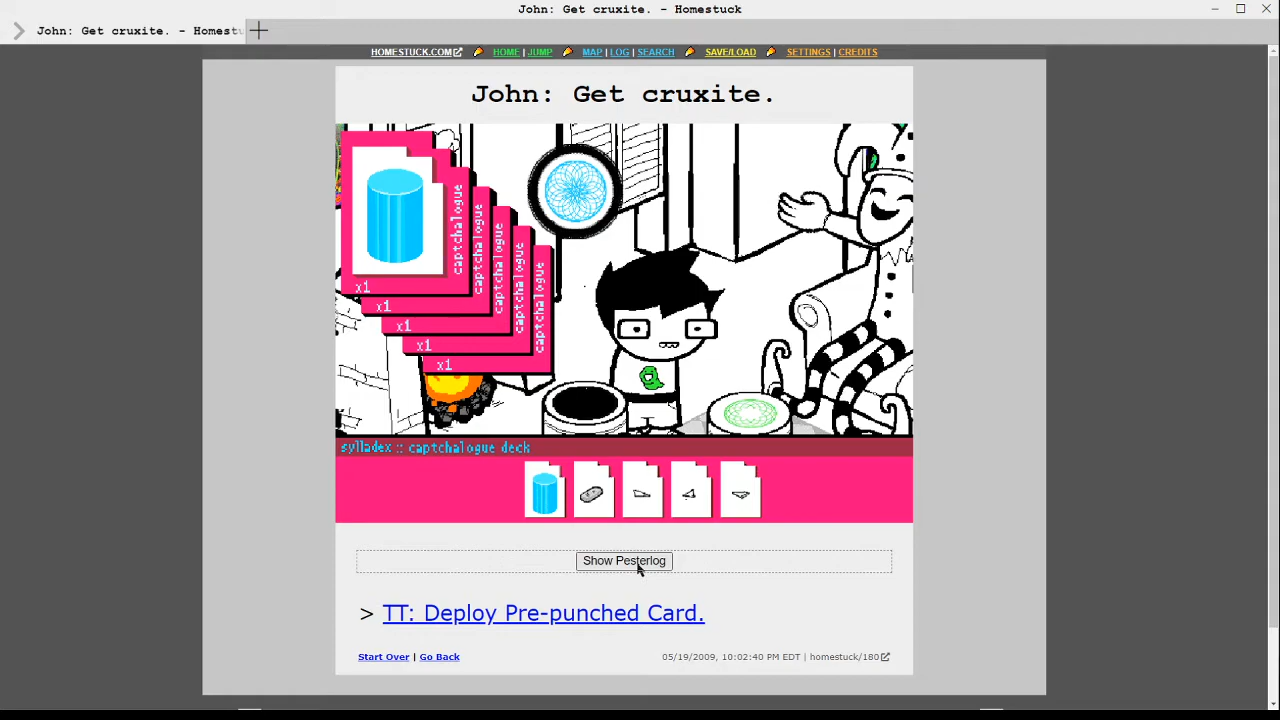 John: Get cruxite. - Homestuck
John: Get cruxite. - Homestu
HOMESTUCK.COM HOME | JUMP MAP | LOG | SEARCH SAVE/LOAD SETTINGS | CREDITS
John: Get cruxite.
captchalogue
captchalogue
captchalogue
captchalogue
captchalogue
x1
x1
x1
x1
x1
sylladex :: captchalogue deck
Show Pesterlog
> TT: Deploy Pre-punched Card.
Start Over | Go Back
05/19/2009, 10:02:40 PM EDT | homestuck/180